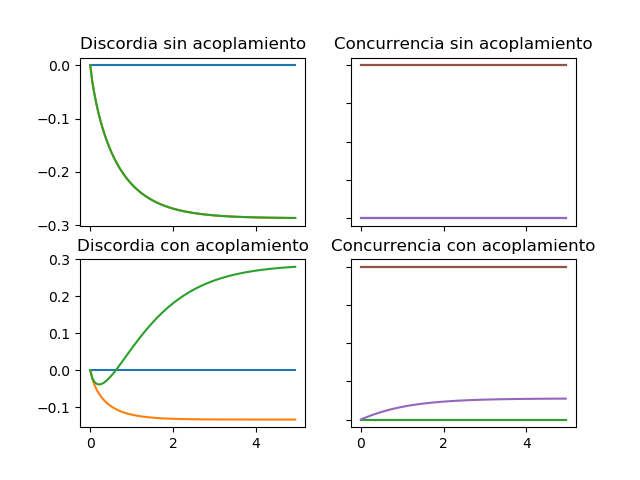 Discordia sin acoplamiento
0.0
−0.1
−0.2
−0.3
Concurrencia sin acoplamiento
Discordia con acoplamiento
0.3
0.2
0.1
0.0
−0.1
0 2 4
Concurrencia con acoplamiento
0 2 4